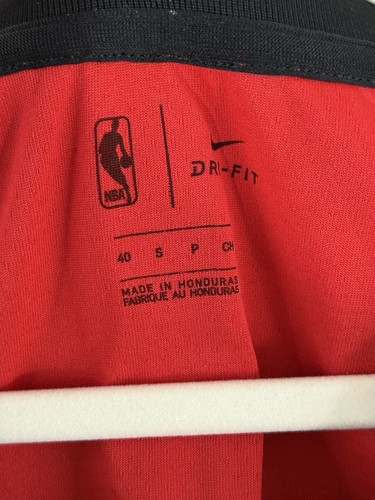 NBA
DRI-FIT
40 S P CH
MADE IN HONDURAS
FABRIQUE AU HONDURAS